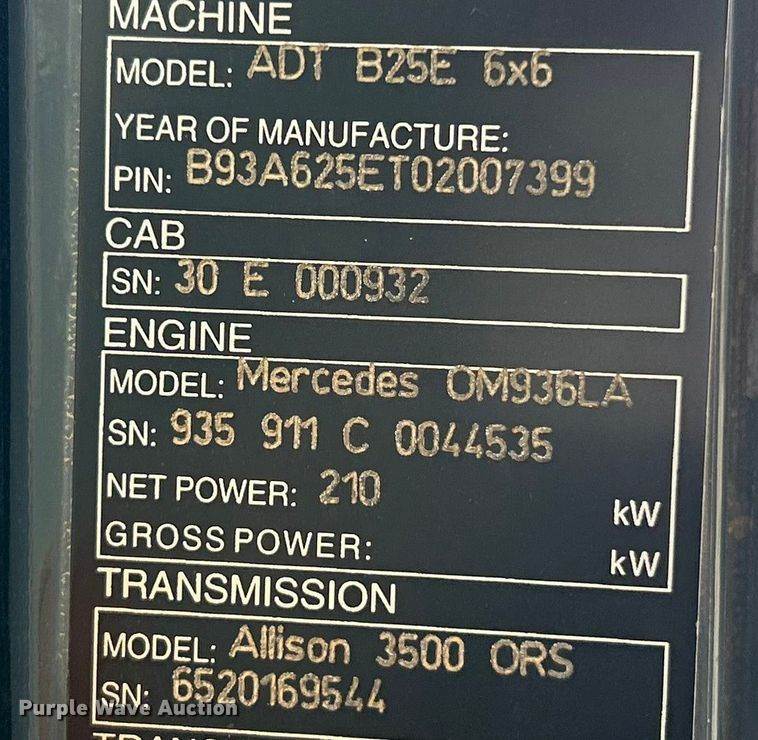 MACHINE
MODEL: ADT B25E 6x6
YEAR OF MANUFACTURE:
PIN: B93A625ET02007399
CAB
SN: 30 E 000932
ENGINE
MODEL: Mercedes OM936LA
SN: 935 911 C 0044535
NET POWER: 210 kW
GROSS POWER: kW
TRANSMISSION
MODEL: Allison 3500 ORS
SN: 6520169544
Purple Wave Auction